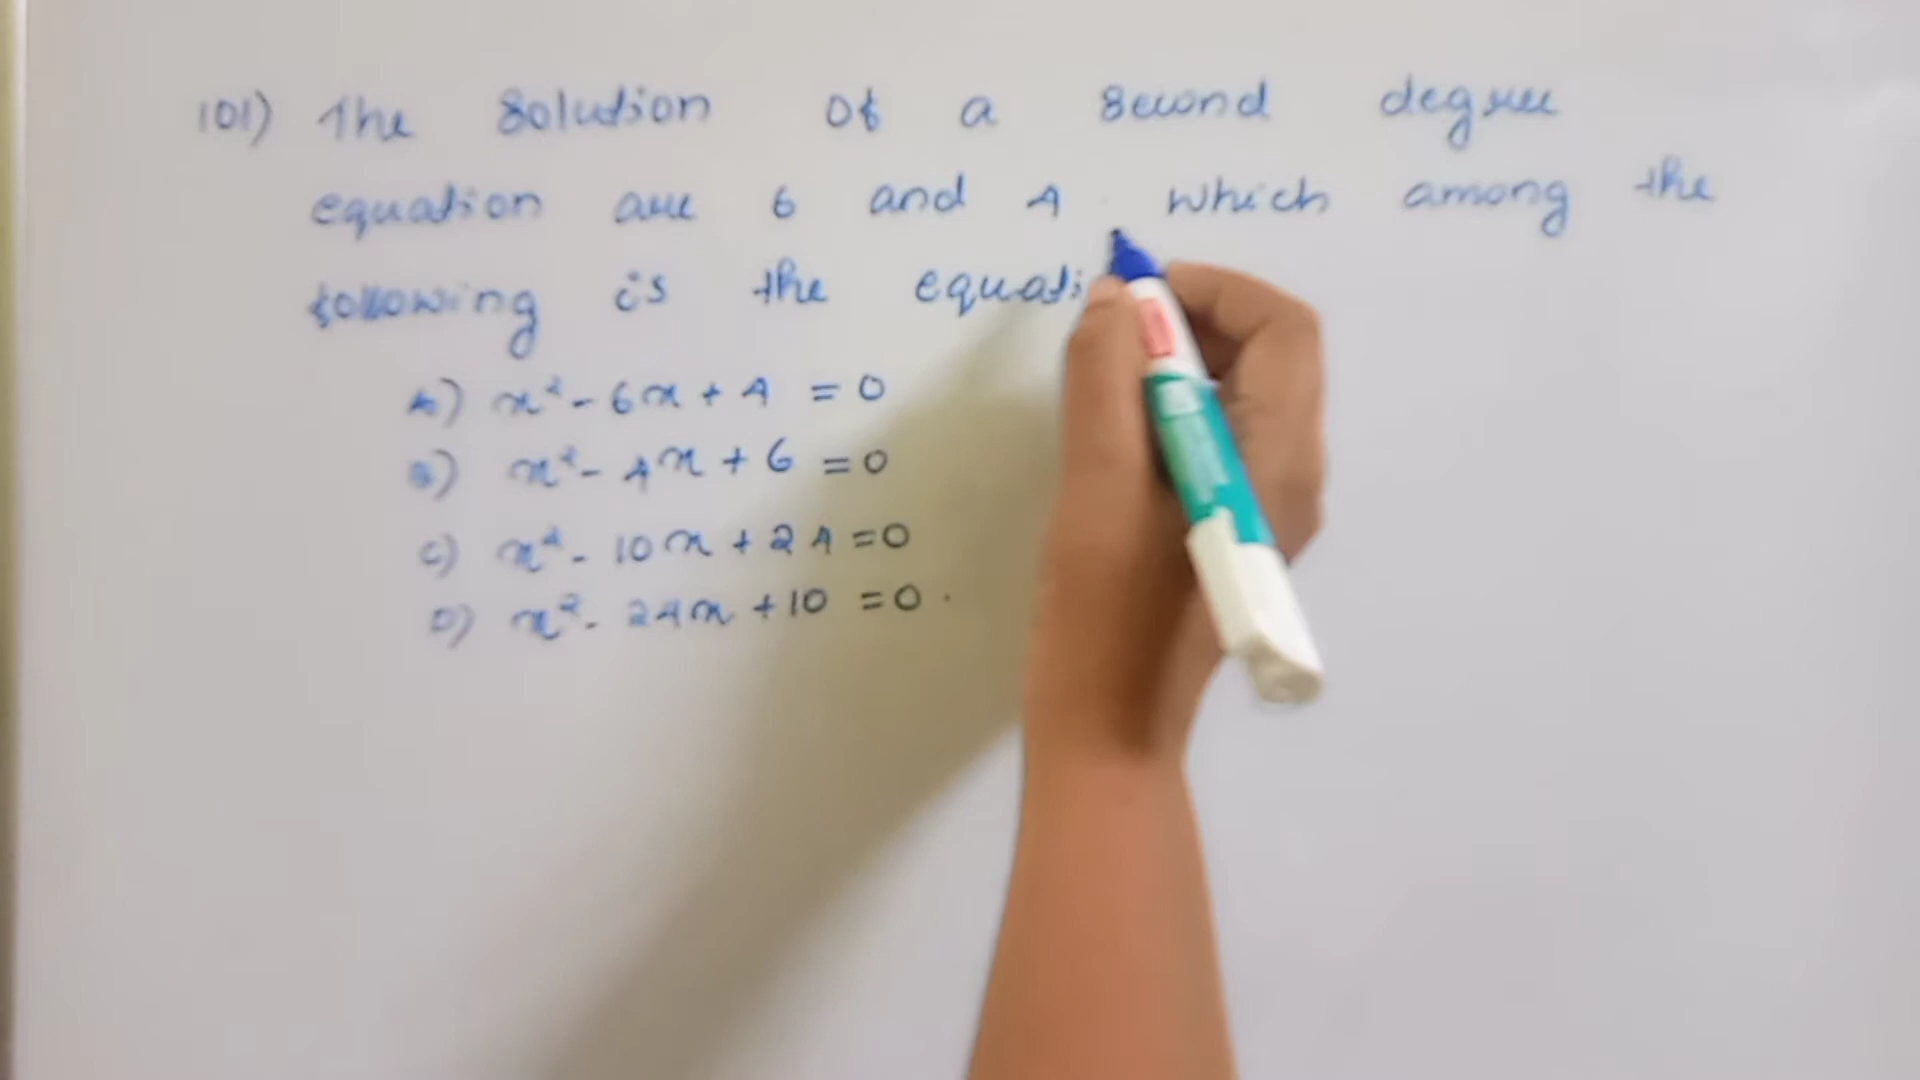 101) The solution of a second degree
equation are 6 and 4. which among the
following is the equati
A) x² - 6x + 4 = 0
B) x² - 4x + 6 = 0
C) x² - 10x + 24 = 0
D) x² - 24x + 10 = 0.